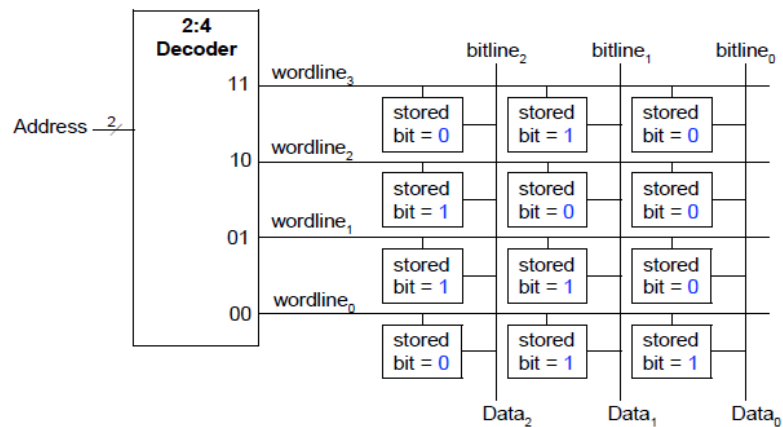 2:4
Decoder
bitline₂ bitline₁ bitline₀
11 wordline₃
Address 2
stored
bit = 0
stored
bit = 1
stored
bit = 0
10 wordline₂
stored
bit = 1
stored
bit = 0
stored
bit = 0
01 wordline₁
stored
bit = 1
stored
bit = 1
stored
bit = 0
00 wordline₀
stored
bit = 0
stored
bit = 1
stored
bit = 1
Data₂ Data₁ Data₀